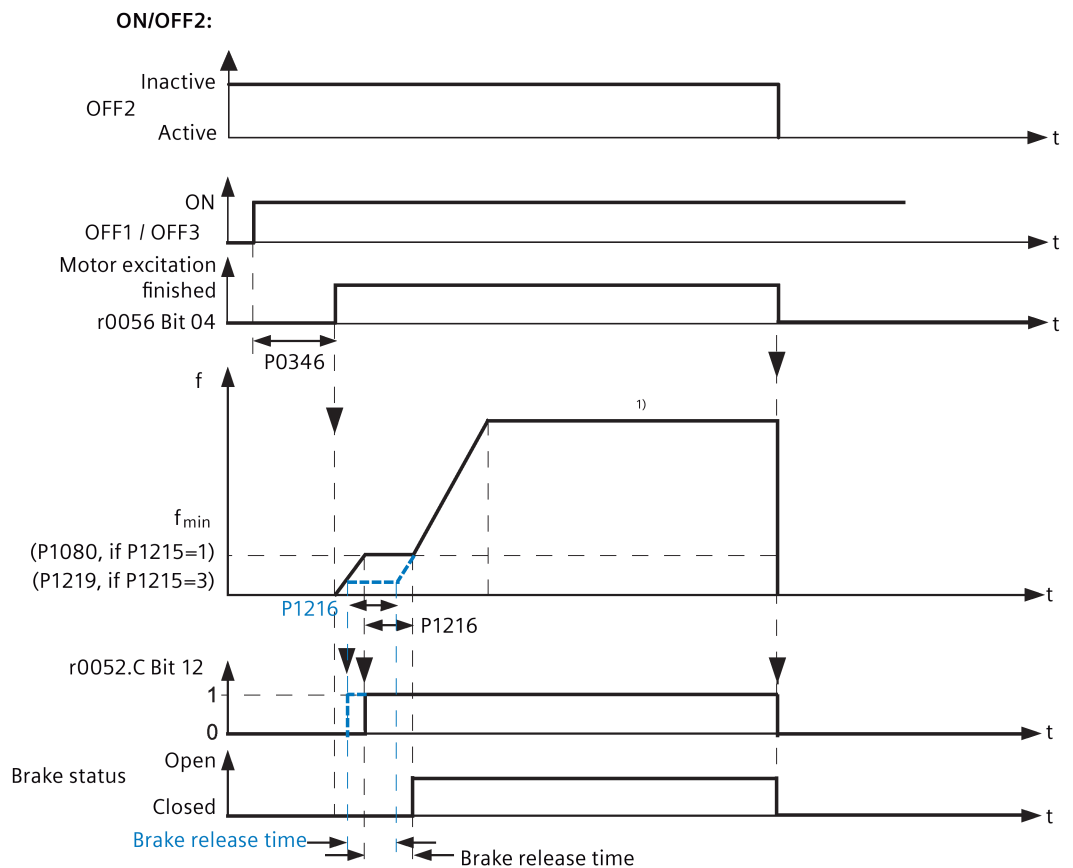 ON/OFF2:
Inactive
OFF2
Active
t
ON
OFF1 / OFF3
t
Motor excitation
finished
r0056 Bit 04
t
P0346
f
1)
fmin
(P1080, if P1215=1)
(P1219, if P1215=3)
t
P1216
P1216
r0052.C Bit 12
1
0
t
Open
Brake status
Closed
t
Brake release time
Brake release time